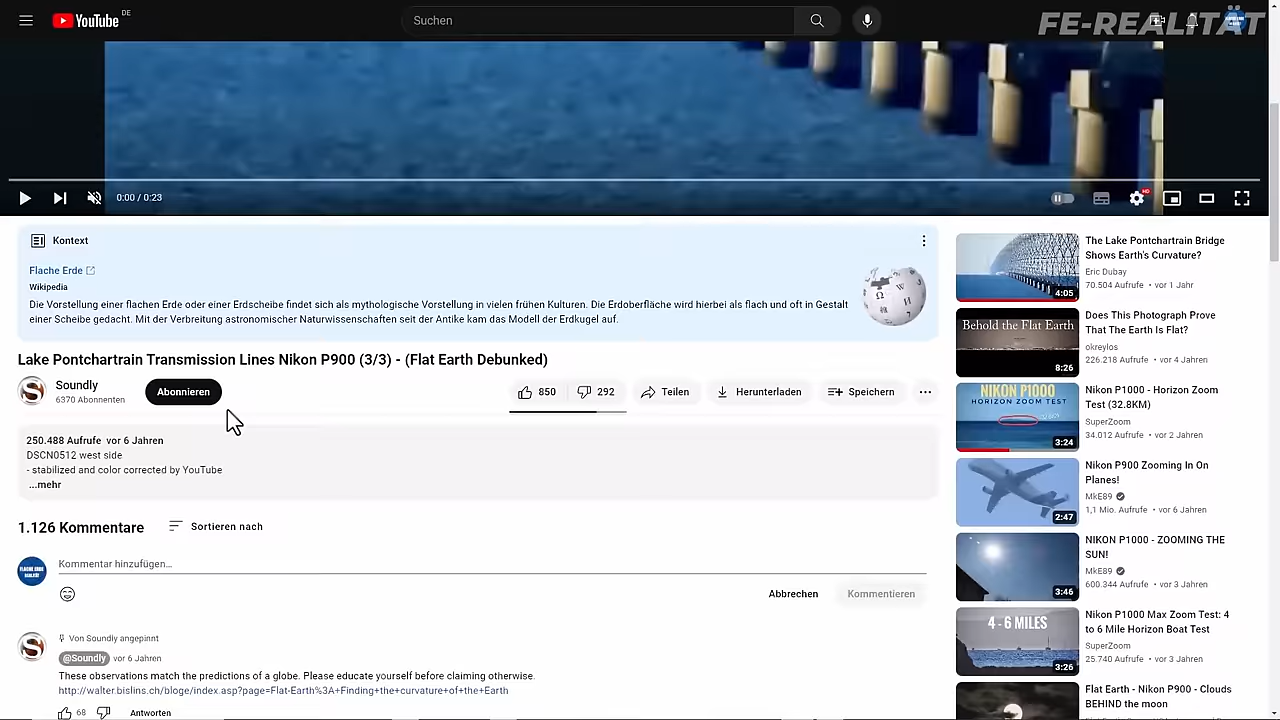 YouTube DE
Suchen
FE-REALITÄT
0:00 / 0:23
HD
Kontext
Flache Erde
Wikipedia
Die Vorstellung einer flachen Erde oder einer Erdscheibe findet sich als mythologische Vorstellung in vielen frühen Kulturen. Die Erdoberfläche wird hierbei als flach und oft in Gestalt
einer Scheibe gedacht. Mit der Verbreitung astronomischer Naturwissenschaften seit der Antike kam das Modell der Erdkugel auf.
Lake Pontchartrain Transmission Lines Nikon P900 (3/3) - (Flat Earth Debunked)
Soundly
6370 Abonnenten
Abonnieren
850
292
Teilen
Herunterladen
Speichern
250.488 Aufrufe vor 6 Jahren
DSCN0512 west side
- stabilized and color corrected by YouTube
...mehr
1.126 Kommentare
Sortieren nach
FLACHE ERDE
REALITÄT
Kommentar hinzufügen...
Abbrechen
Kommentieren
Von Soundly angepinnt
@Soundly vor 6 Jahren
These observations match the predictions of a globe. Please yourself before claiming otherwise.
http://walter.bislins.ch/bloge/index.asp?page=Flat-Earth%3A+Finding+the+curvature+of+the+Earth
68
Antworten
4:05
The Lake Pontchartrain Bridge
Shows Earth's Curvature?
Eric Dubay
70.504 Aufrufe • vor 1 Jahr
Behold the Flat Earth
8:26
Does This Photograph Prove
That The Earth Is Flat?
okreylos
226.218 Aufrufe • vor 4 Jahren
NIKON P1000
HORIZON ZOOM TEST
3:24
Nikon P1000 - Horizon Zoom
Test (32.8KM)
SuperZoom
34.012 Aufrufe • vor 2 Jahren
2:47
Nikon P900 Zooming In On
Planes!
MkE89
1,1 Mio. Aufrufe • vor 6 Jahren
3:46
NIKON P1000 - ZOOMING THE
SUN!
MkE89
600.344 Aufrufe • vor 3 Jahren
4 - 6 MILES
3:26
Nikon P1000 Max Zoom Test: 4
to 6 Mile Horizon Boat Test
SuperZoom
25.740 Aufrufe • vor 3 Jahren
Flat Earth - Nikon P900 - Clouds
BEHIND the moon